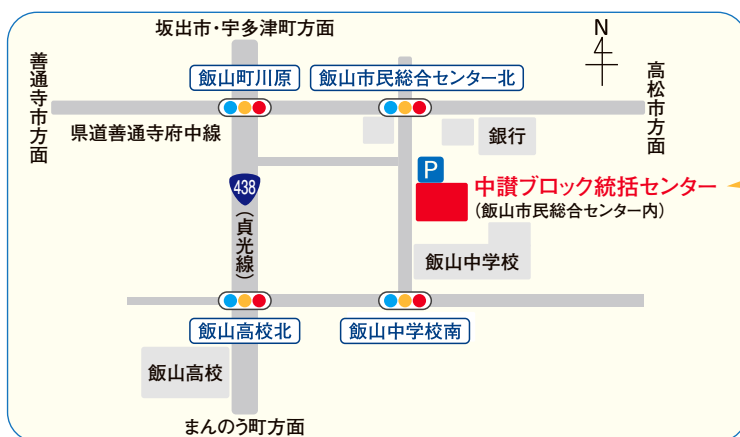 坂出市・宇多津町方面
N
善通寺市方面
飯山町川原
飯山市民総合センター北
高松市方面
県道善通寺府中線
銀行
P
438
(貞光線)
中讃ブロック統括センター
(飯山市民総合センター内)
飯山中学校
飯山高校北
飯山中学校南
飯山高校
まんのう町方面